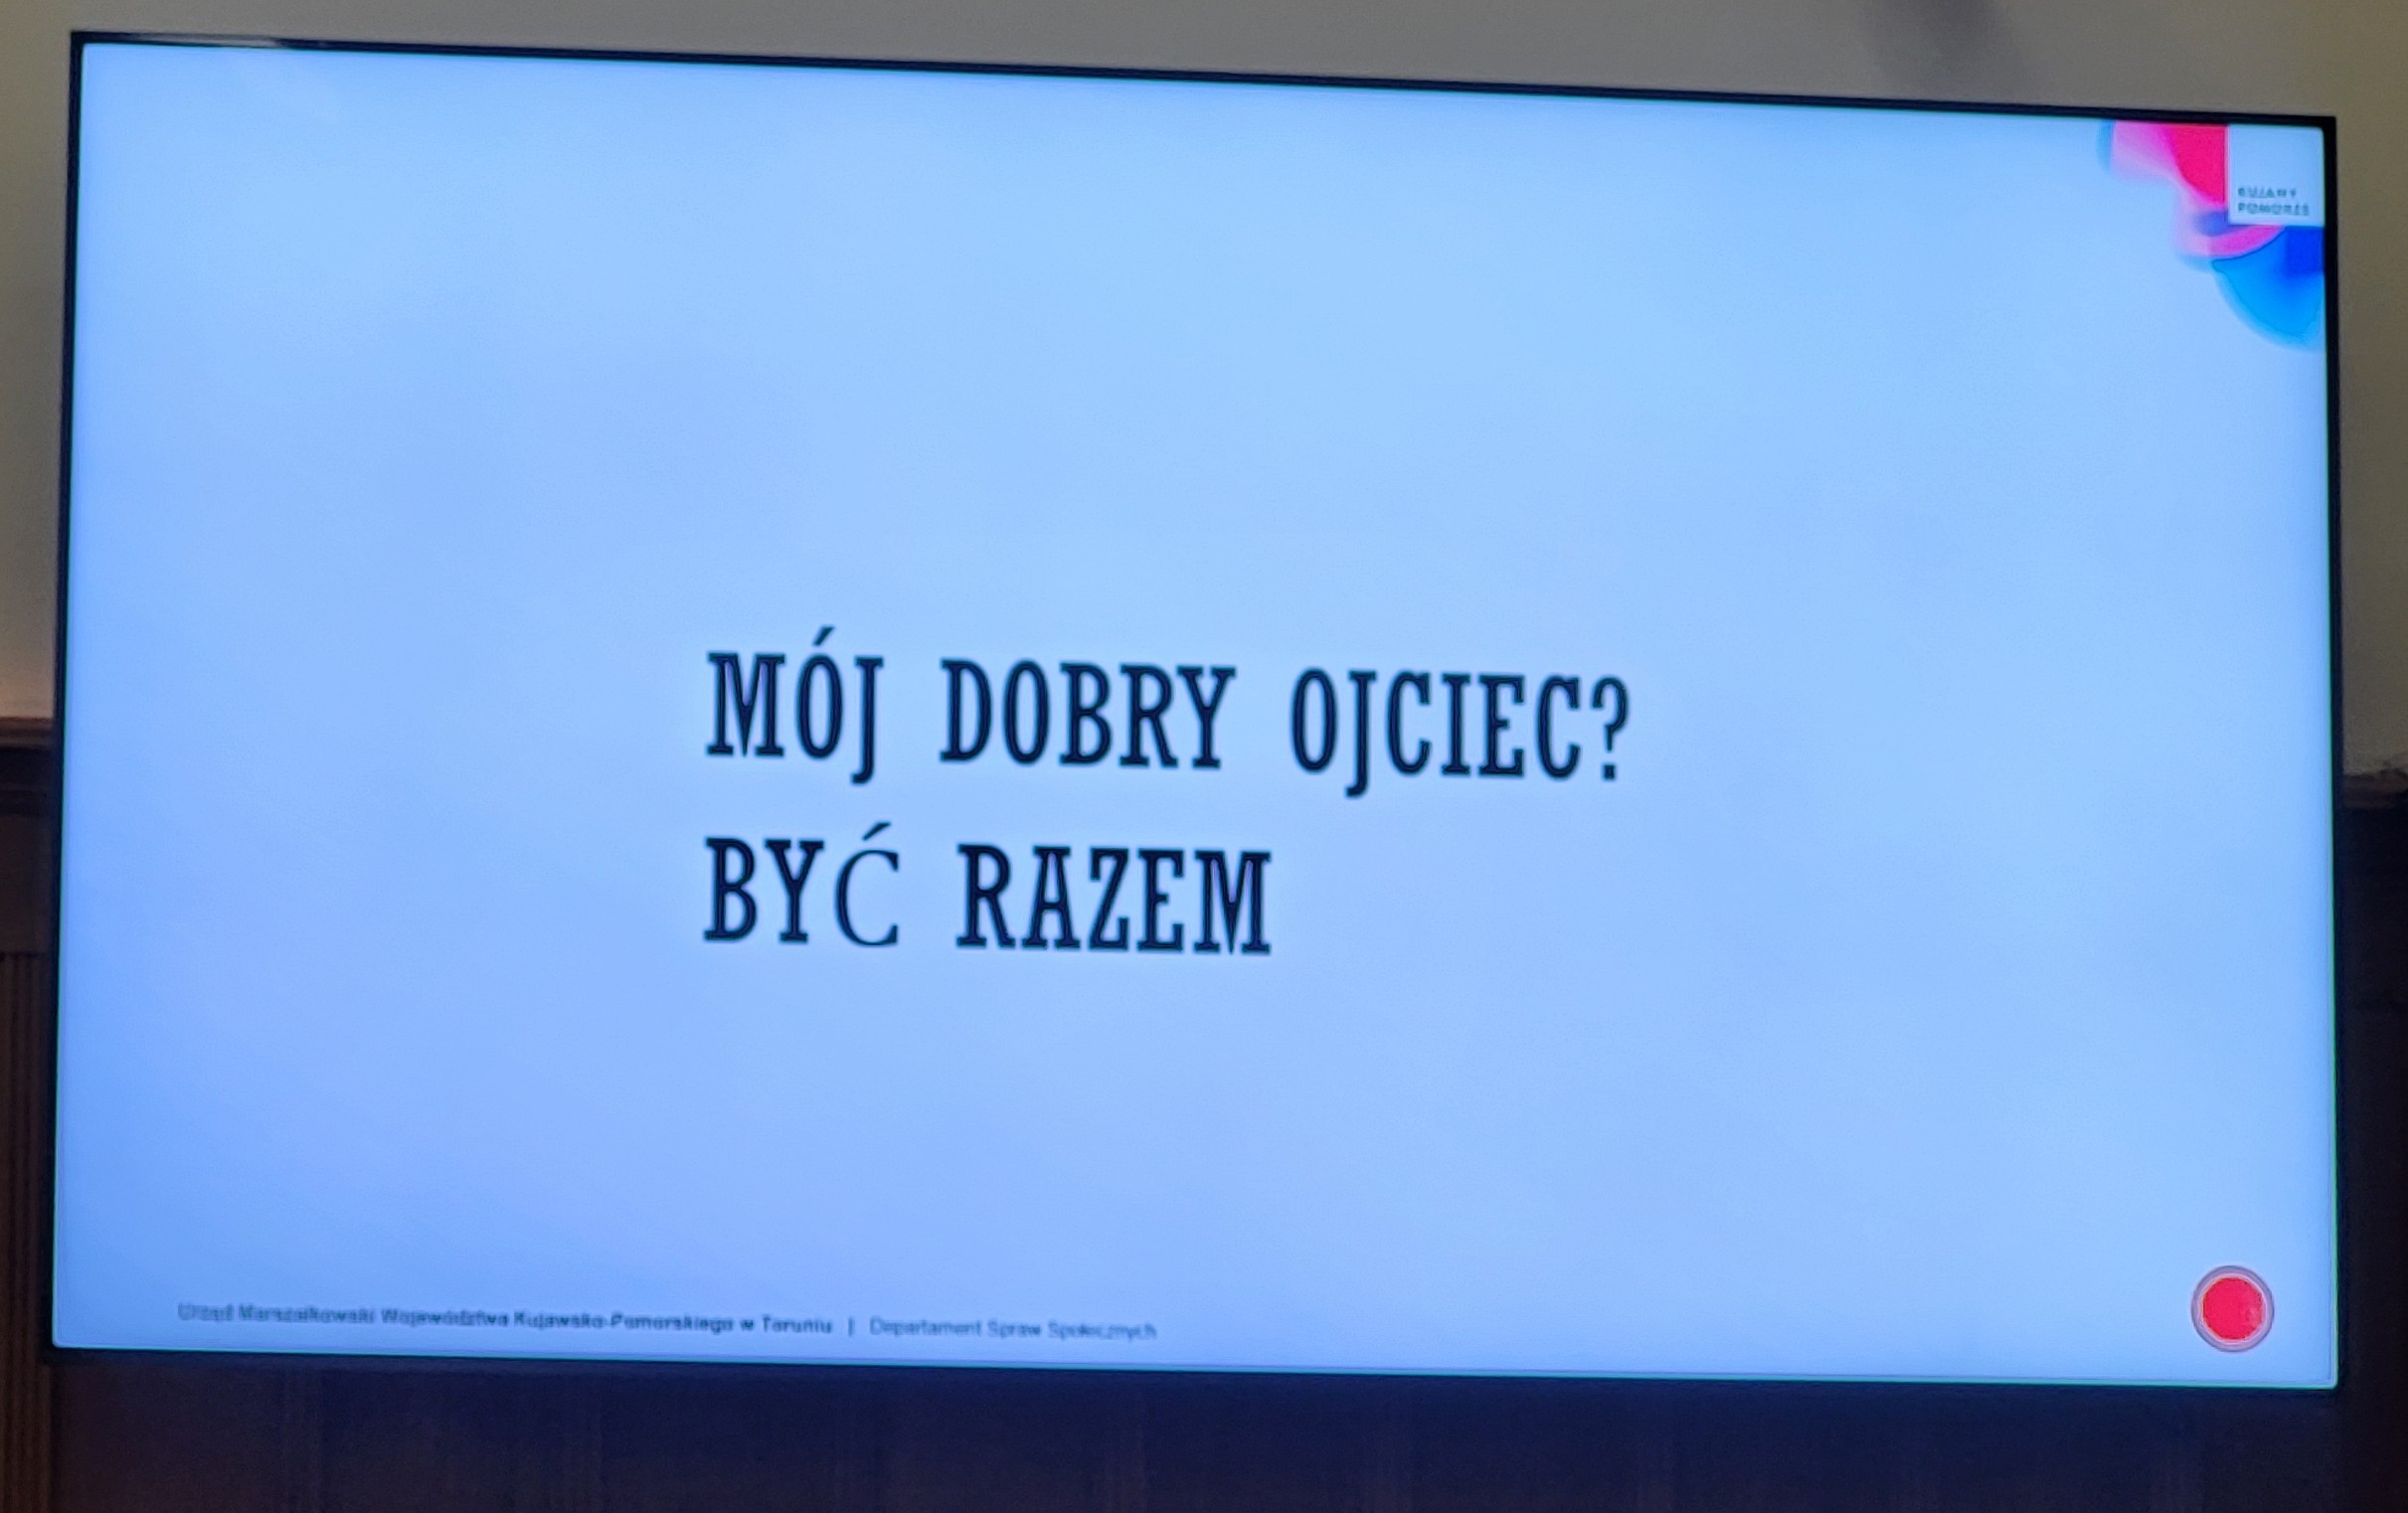 KUJAWY
POMORZE
MÓJ DOBRY OJCIEC?
BYĆ RAZEM
Urząd Marszałkowski Województwa Kujawsko-Pomorskiego w Toruniu | Departament Spraw Społecznych